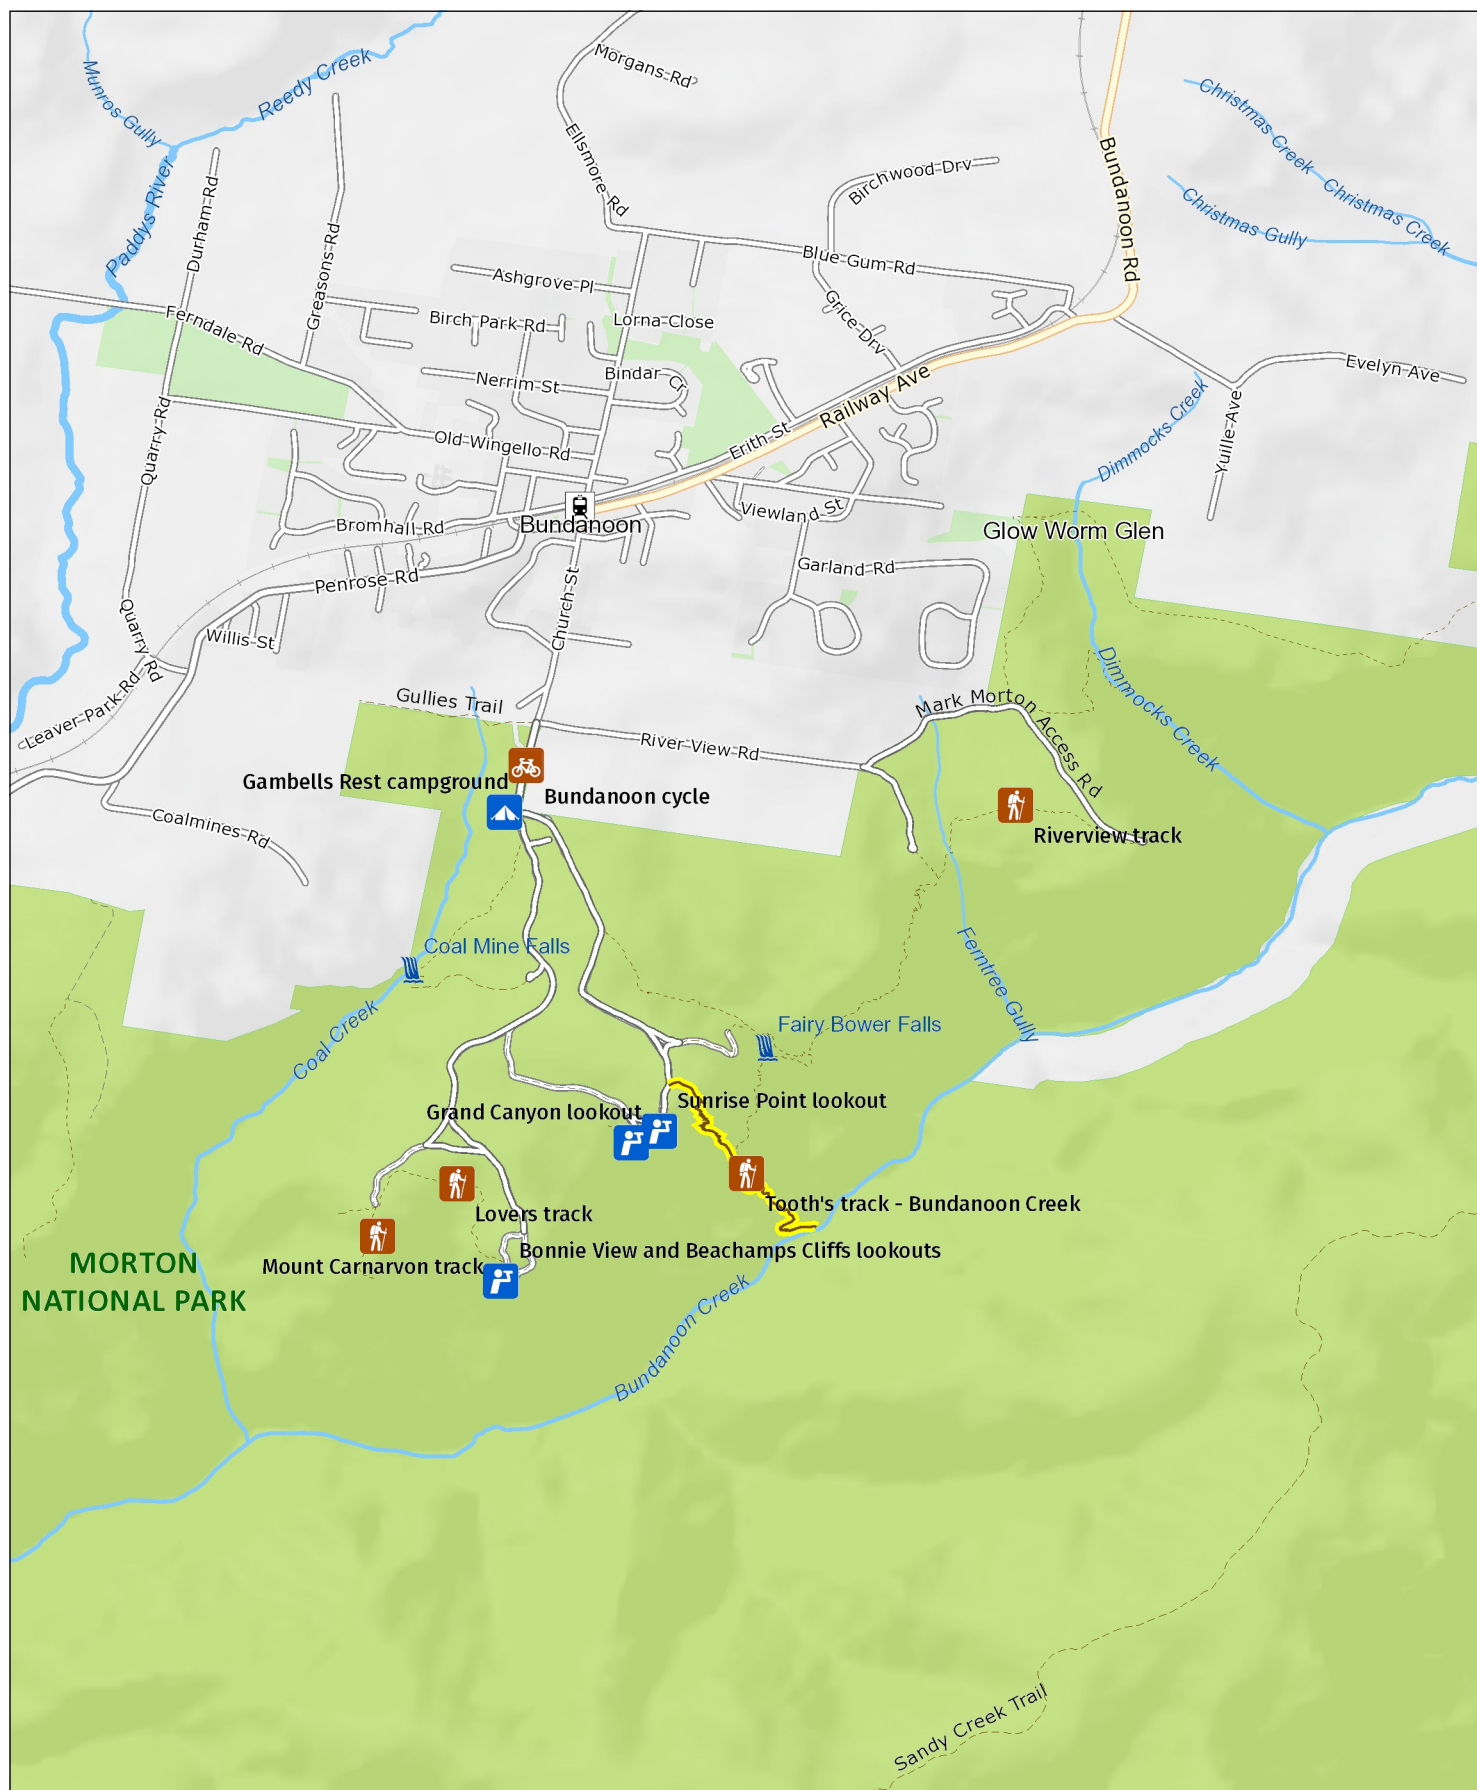 Morgans Rd
Reedy Creek
Munros Gully
Christmas Creek
Christmas Creek
Ellsmore Rd
Birchwood Drv
Bundanoon Rd
Paddys River
Durham Rd
Christmas Gully
Greasons Rd
Blue Gum Rd
Ashgrove Pl
Ferndale Rd
Birch Park Rd
Lorna Close
Grice Drv
Evelyn Ave
Nerrim St
Bindar Cr
Railway Ave
Dimmocks Creek
Yuille Ave
Quarry Rd
Old Wingello Rd
Erith St
Bromhall Rd
Bundanoon
Viewland St
Glow Worm Glen
Penrose Rd
Garland Rd
Church St
Quarry Rd
Willis St
Leaver Park Rd
Gullies Trail
Mark Morton Access Rd
Dimmocks Creek
River View Rd
Gambells Rest campground
Bundanoon cycle
Coalmines Rd
Riverview track
Coal Mine Falls
Ferntree Gully
Coal Creek
Fairy Bower Falls
Grand Canyon lookout
Sunrise Point lookout
Tooth's track - Bundanoon Creek
Lovers track
Bonnie View and Beachamps Cliffs lookouts
Mount Carnarvon track
MORTON
NATIONAL PARK
Bundanoon Creek
Sandy Creek Trail